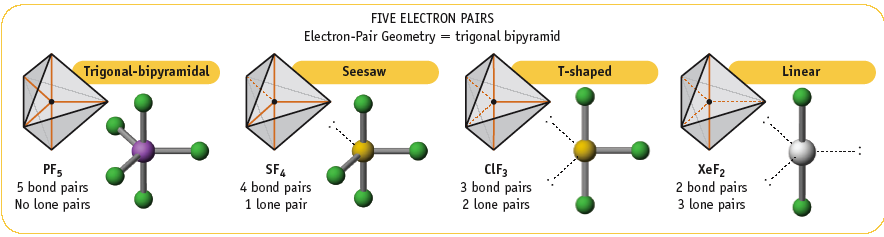 FIVE ELECTRON PAIRS
Electron-Pair Geometry = trigonal bipyramid
Trigonal-bipyramidal
PF₅
5 bond pairs
No lone pairs
Seesaw
SF₄
4 bond pairs
1 lone pair
T-shaped
ClF₃
3 bond pairs
2 lone pairs
Linear
XeF₂
2 bond pairs
3 lone pairs